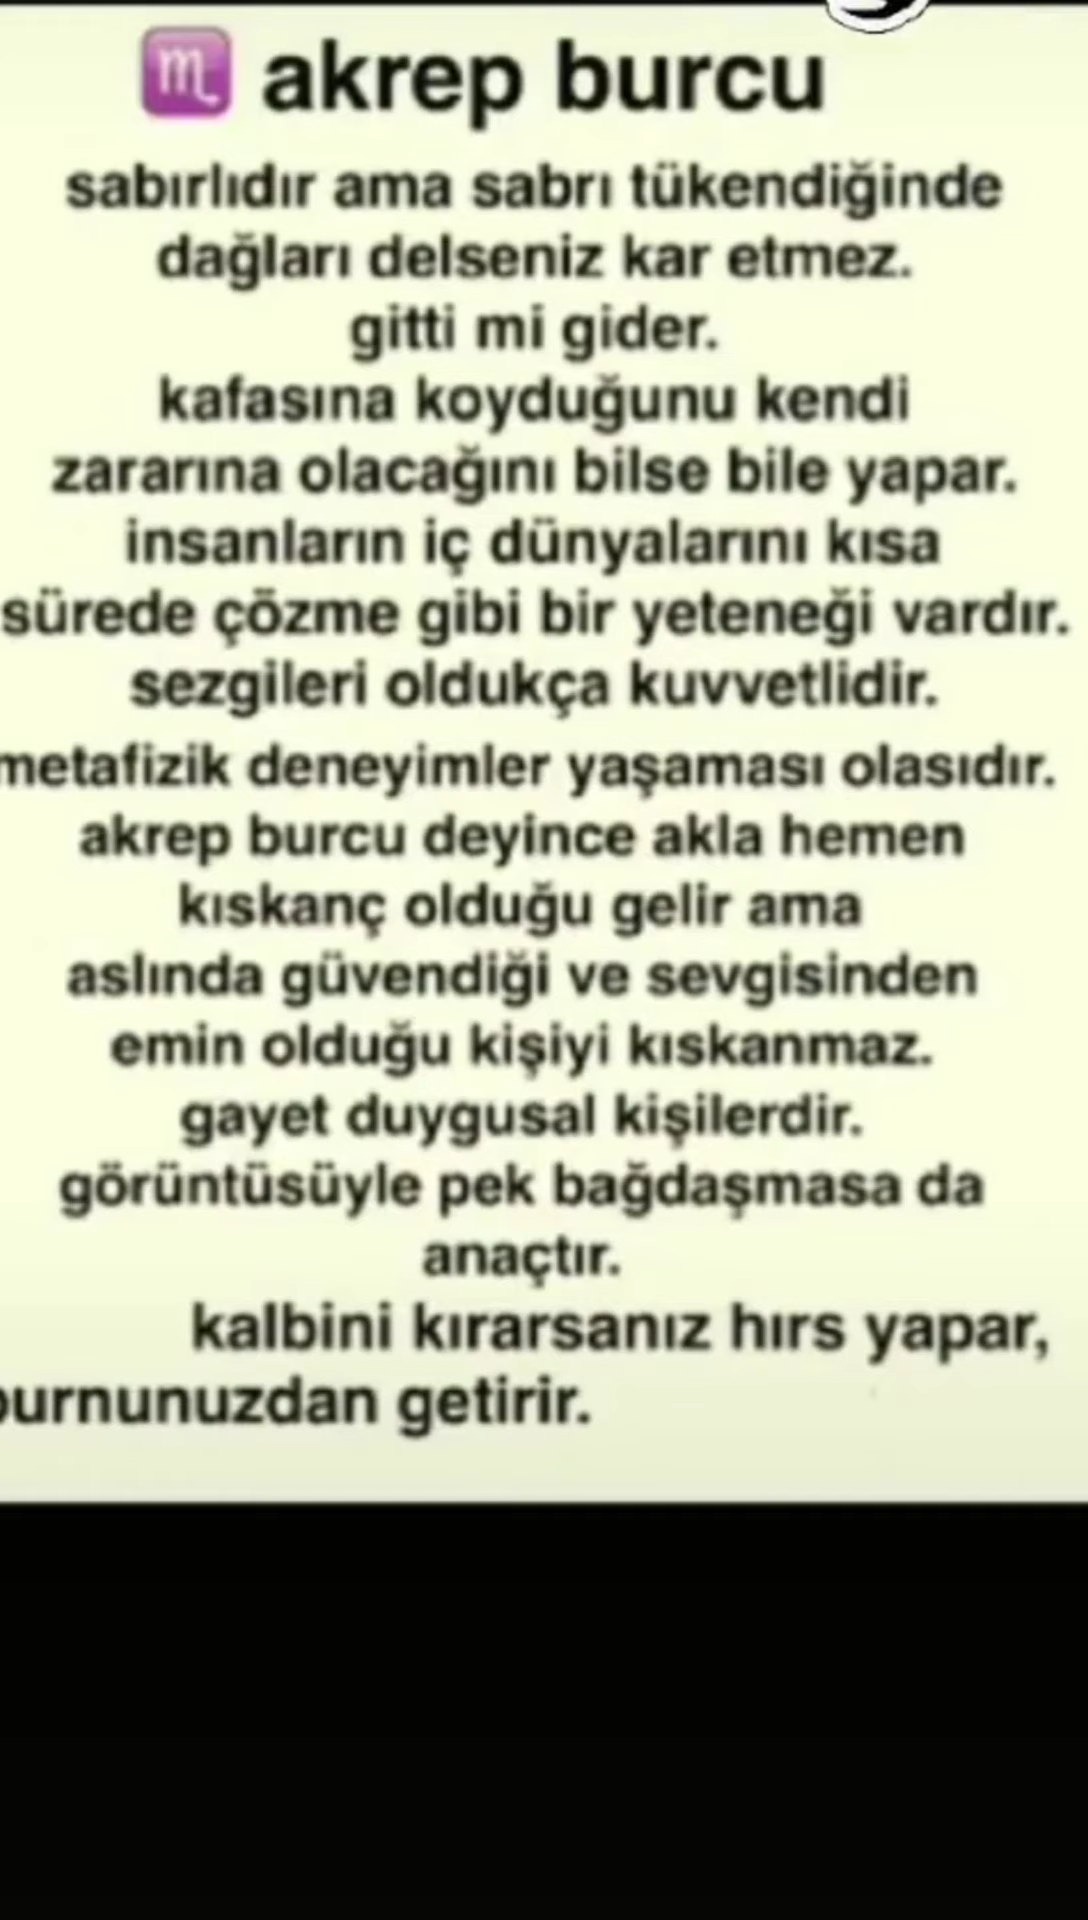 ♏ akrep burcu
sabırlıdır ama sabrı tükendiğinde
dağları delseniz kar etmez.
gitti mi gider.
kafasına koyduğunu kendi
zararına olacağını bilse bile yapar.
insanların iç dünyalarını kısa
sürede çözme gibi bir yeteneği vardır.
sezgileri oldukça kuvvetlidir.
metafizik deneyimler yaşaması olasıdır.
akrep burcu deyince akla hemen
kıskanç olduğu gelir ama
aslında güvendiği ve sevgisinden
emin olduğu kişiyi kıskanmaz.
gayet duygusal kişilerdir.
görüntüsüyle pek bağdaşmasa da
anaçtır.
kalbini kırarsanız hırs yapar,
burnunuzdan getirir.